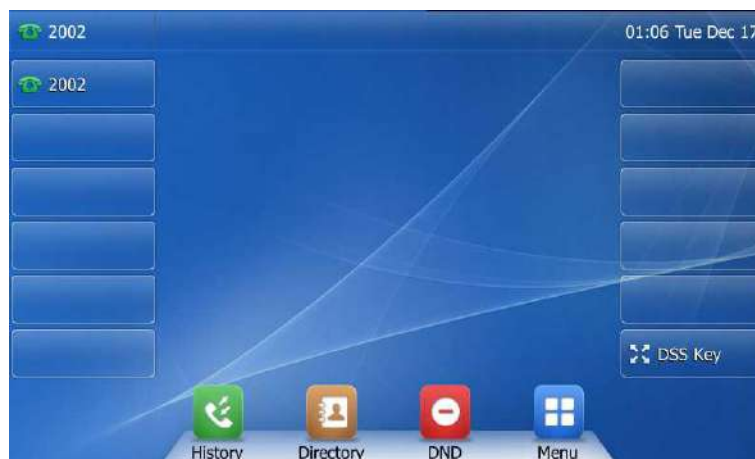 2002
01:06 Tue Dec 17
2002
DSS Key
History
Directory
DND
Menu